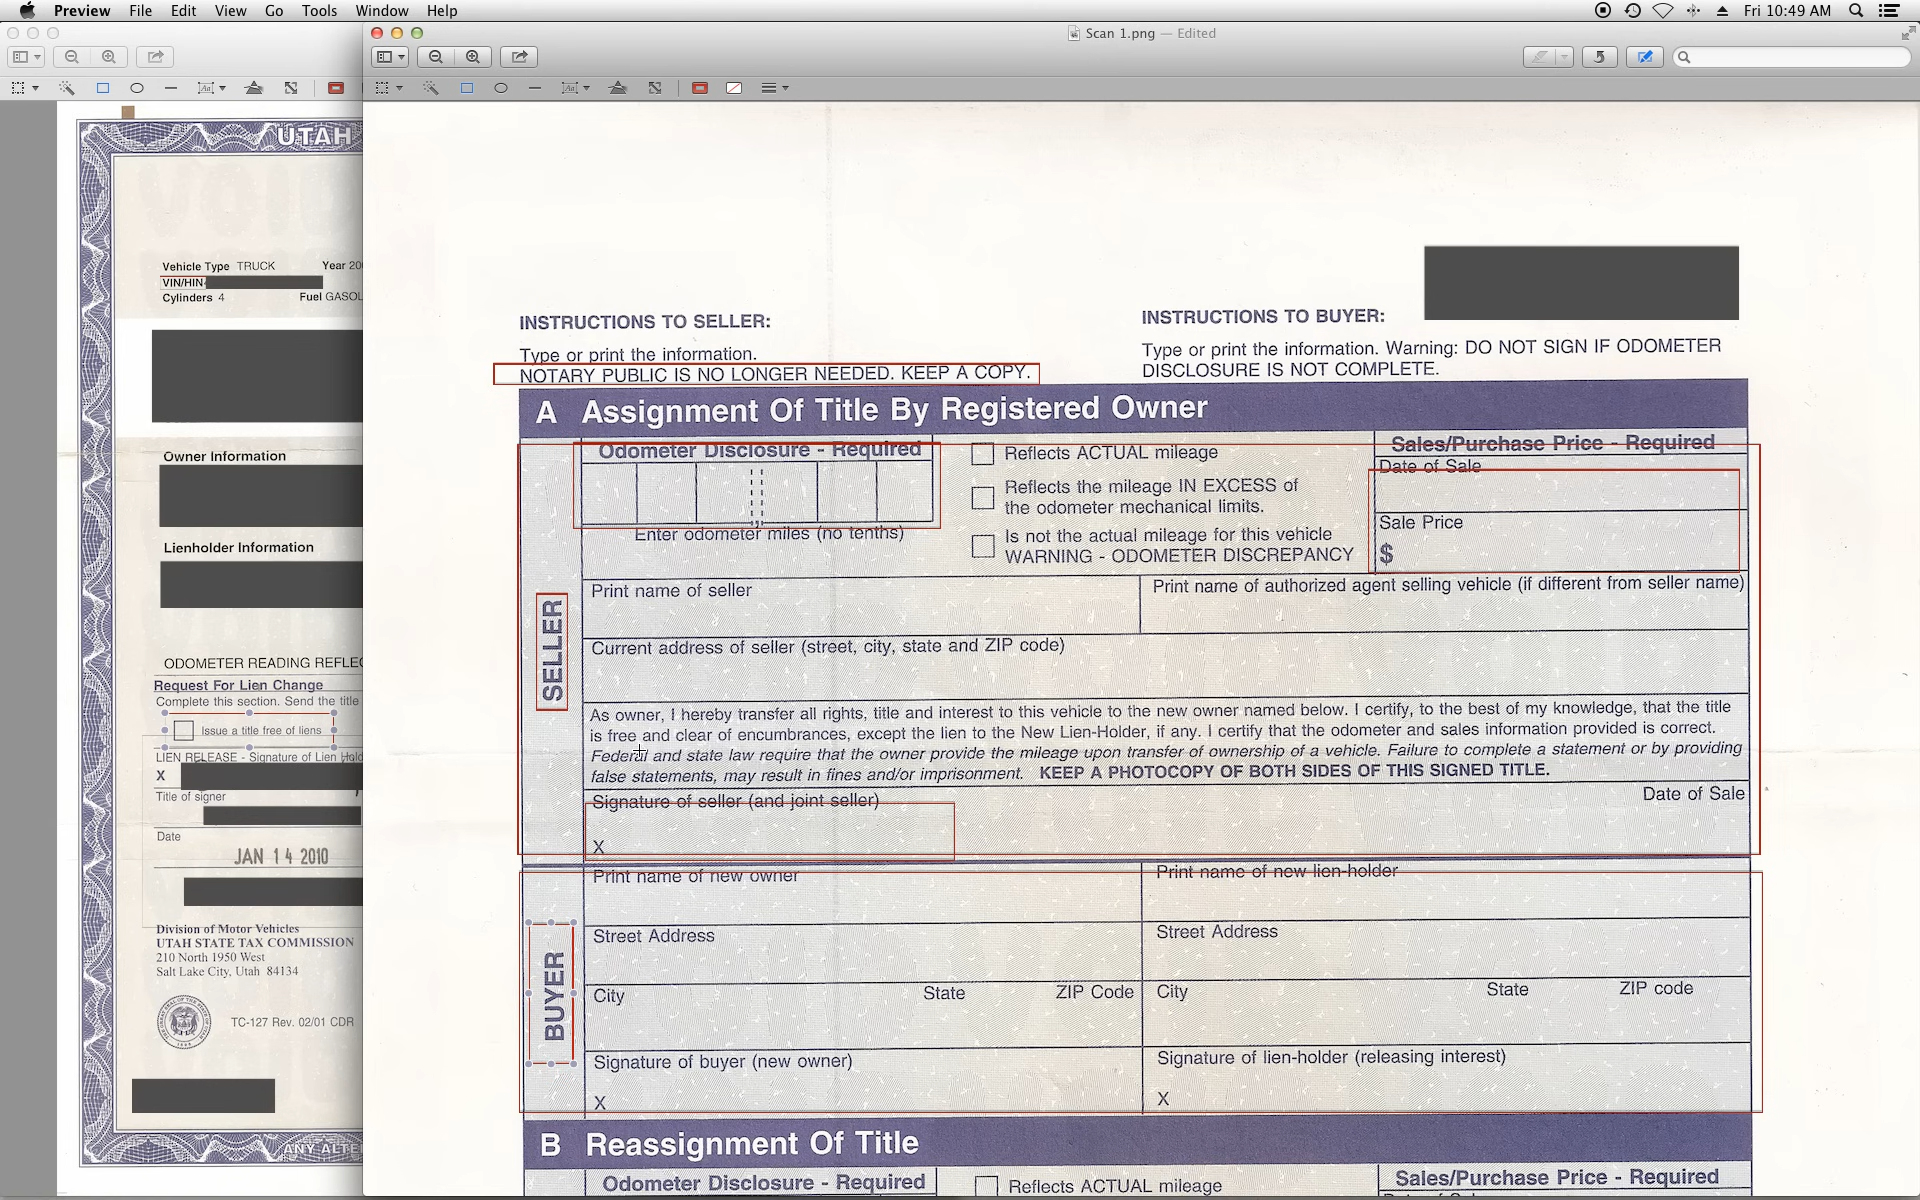 Preview File Edit View Go Tools Window Help
Fri 10:49 AM
Scan 1.png — Edited
UTAH
Vehicle Type TRUCK Year 20
VIN/HIN
Cylinders 4 Fuel GASOL
Owner Information
Lienholder Information
ODOMETER READING REFLEC
Request For Lien Change
Complete this section. Send the title
Issue a title free of liens
LIEN RELEASE - Signature of Lien Hold
X
Title of signer
Date
JAN 14 2010
Division of Motor Vehicles
UTAH STATE TAX COMMISSION
210 North 1950 West
Salt Lake City, Utah 84134
TC-127 Rev. 02/01 CDR
ANY ALTE
INSTRUCTIONS TO SELLER:
Type or print the information.
NOTARY PUBLIC IS NO LONGER NEEDED. KEEP A COPY.
INSTRUCTIONS TO BUYER:
Type or print the information. Warning: DO NOT SIGN IF ODOMETER
DISCLOSURE IS NOT COMPLETE.
A Assignment Of Title By Registered Owner
SELLER
Odometer Disclosure - Required
Enter odometer miles (no tenths)
Reflects ACTUAL mileage
Reflects the mileage IN EXCESS of
the odometer mechanical limits.
Is not the actual mileage for this vehicle
WARNING - ODOMETER DISCREPANCY
Sales/Purchase Price - Required
Date of Sale
Sale Price
$
Print name of seller
Print name of authorized agent selling vehicle (if different from seller name)
Current address of seller (street, city, state and ZIP code)
As owner, I hereby transfer all rights, title and interest to this vehicle to the new owner named below. I certify, to the best of my knowledge, that the title
is free and clear of encumbrances, except the lien to the New Lien-Holder, if any. I certify that the odometer and sales information provided is correct.
Federal and state law require that the owner provide the mileage upon transfer of ownership of a vehicle. Failure to complete a statement or by providing
false statements, may result in fines and/or imprisonment. KEEP A PHOTOCOPY OF BOTH SIDES OF THIS SIGNED TITLE.
Signature of seller (and joint seller)
Date of Sale
X
BUYER
Print name of new owner
Print name of new lien-holder
Street Address
Street Address
City State ZIP Code
City State ZIP code
Signature of buyer (new owner)
Signature of lien-holder (releasing interest)
X
X
B Reassignment Of Title
Odometer Disclosure - Required
Reflects ACTUAL mileage
Sales/Purchase Price - Required